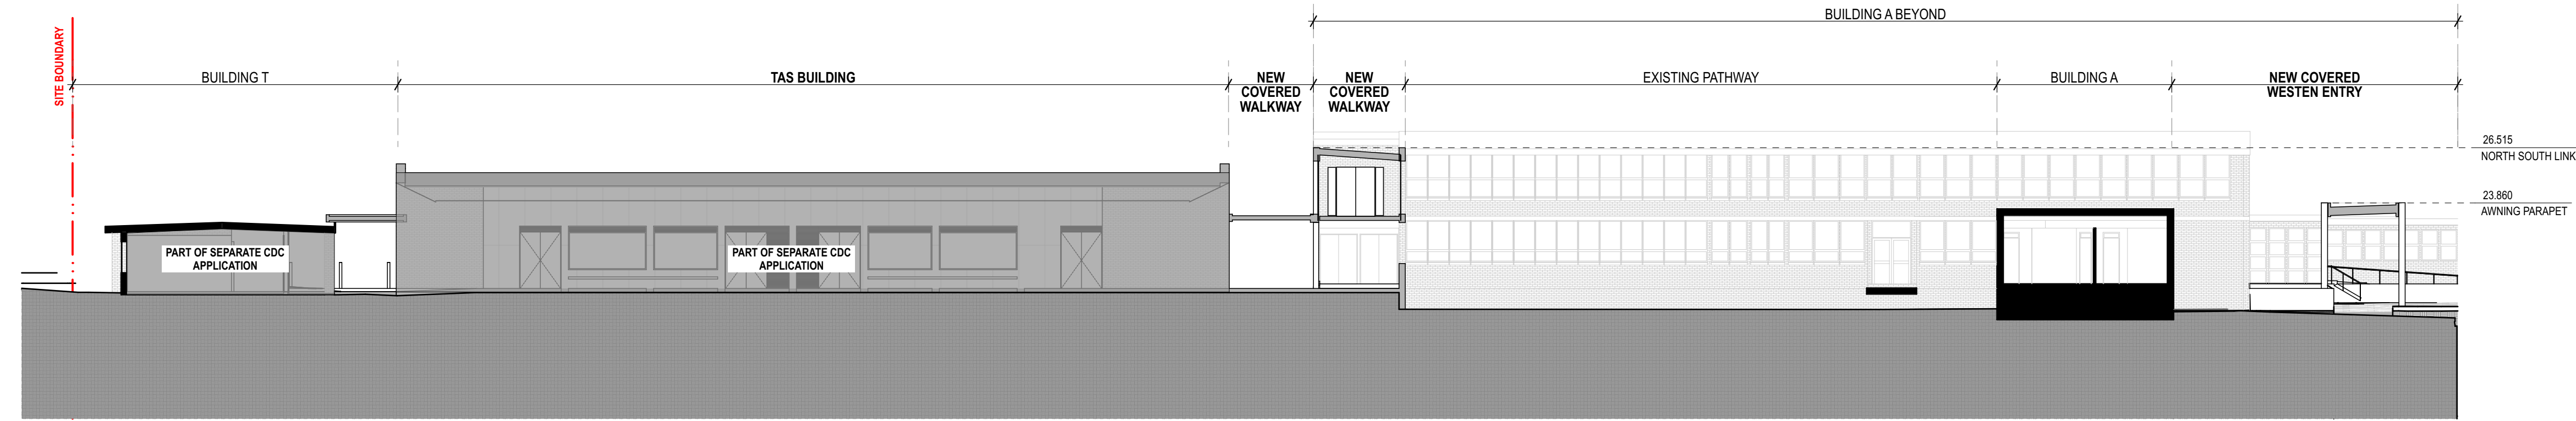 BUILDING A BEYOND
SITE BOUNDARY
BUILDING T
TAS BUILDING
NEW
COVERED
WALKWAY
NEW
COVERED
WALKWAY
EXISTING PATHWAY
BUILDING A
NEW COVERED
WESTEN ENTRY
26.515
NORTH SOUTH LINK
23.860
AWNING PARAPET
PART OF SEPARATE CDC
APPLICATION
PART OF SEPARATE CDC
APPLICATION